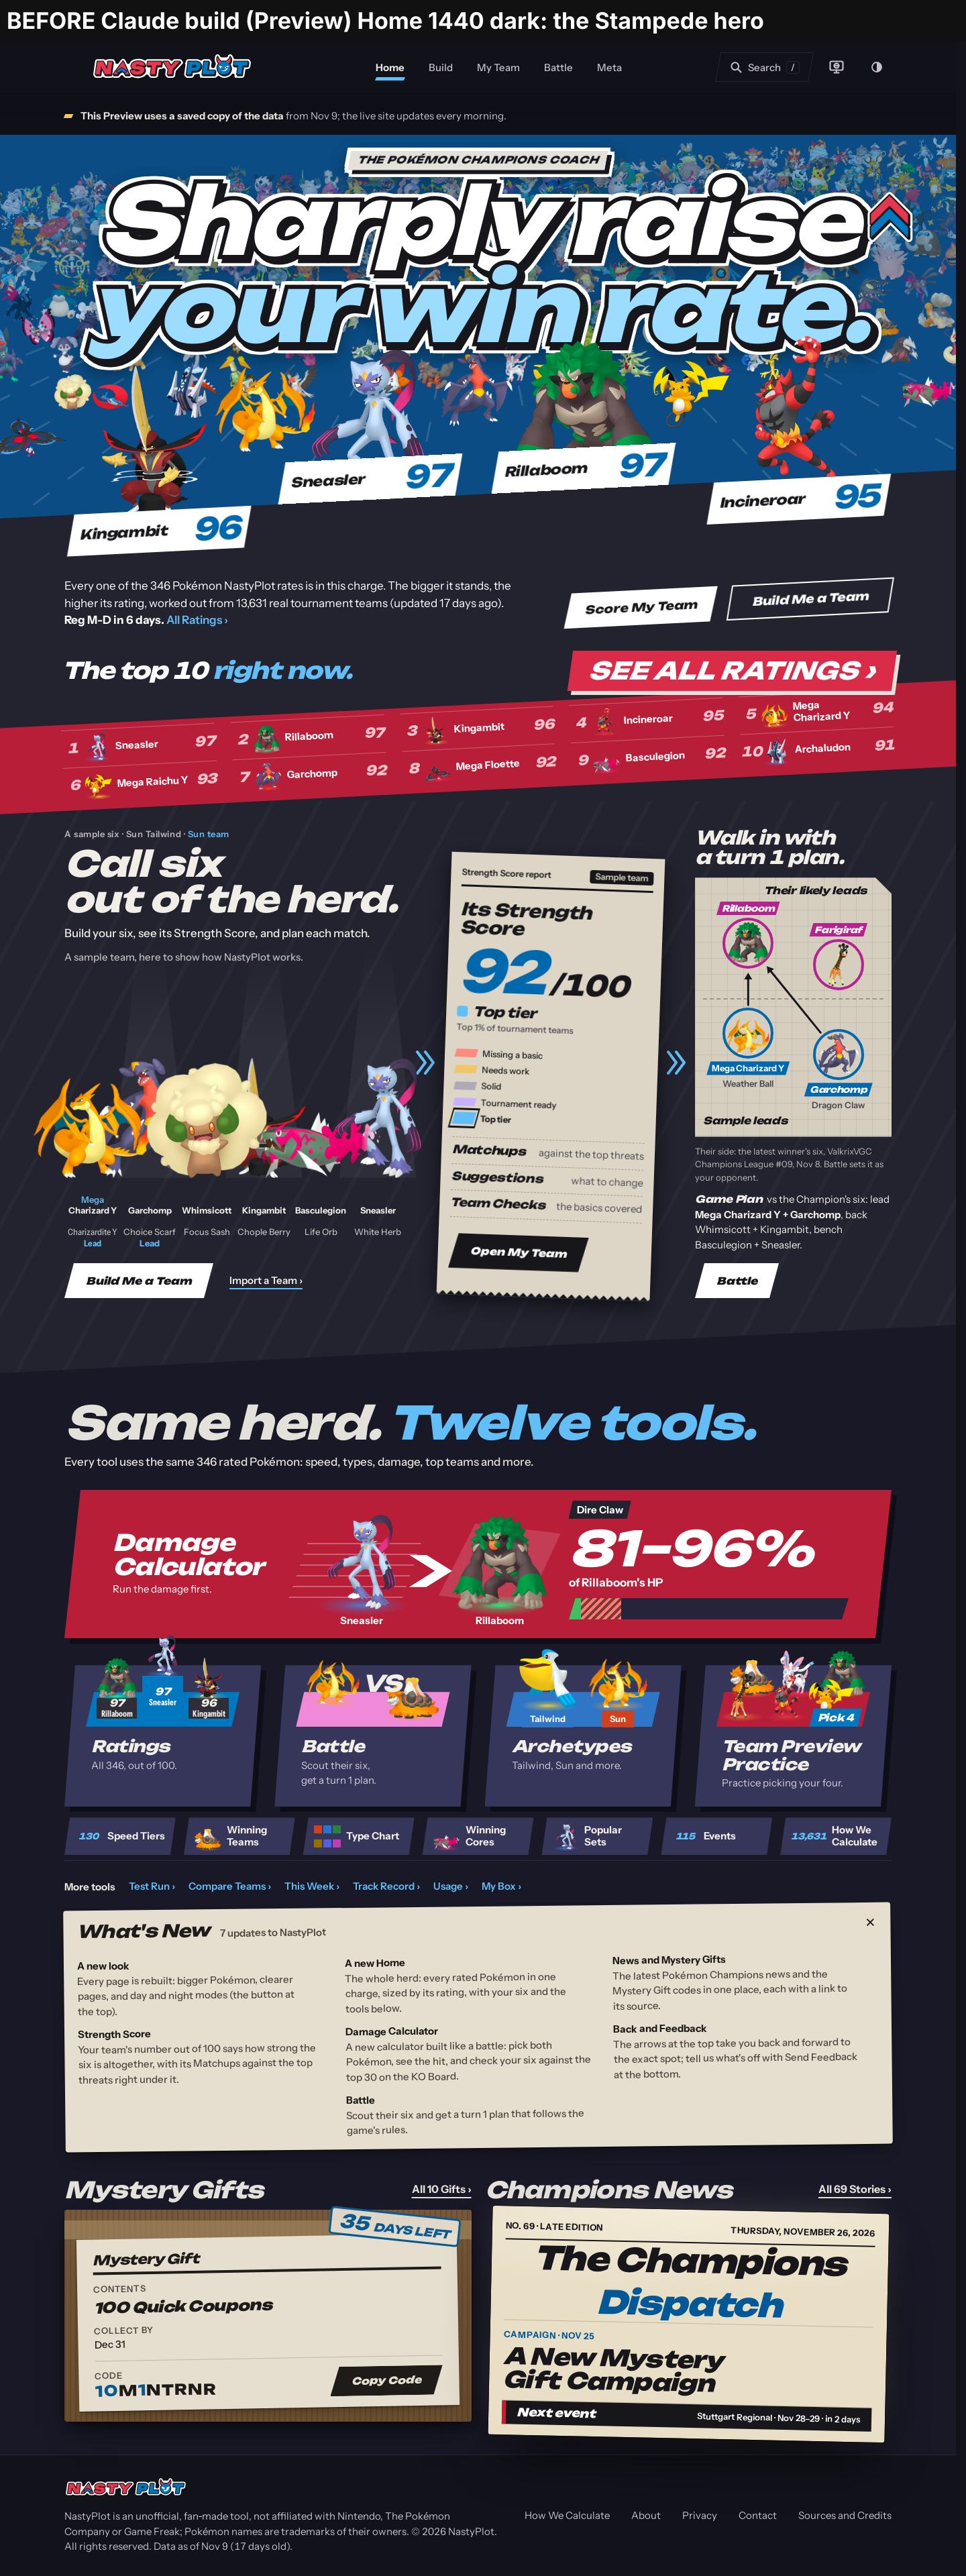 BEFORE Claude build (Preview) Home 1440 dark: the Stampede hero
NASTY PLOT
Home
Build
My Team
Battle
Meta
Search /
This Preview uses a saved copy of the data from Nov 9; the live site updates every morning.
THE POKÉMON CHAMPIONS COACH
Sharply raise
your win rate.
Kingambit 96
Sneasler 97
Rillaboom 97
Incineroar 95
Every one of the 346 Pokémon NastyPlot rates is in this charge. The bigger it stands, the
higher its rating, worked out from 13,631 real tournament teams (updated 17 days ago).
Reg M-D in 6 days. All Ratings ›
Score My Team
Build Me a Team
The top 10 right now.
SEE ALL RATINGS ›
1 Sneasler 97
2 Rillaboom 97
3 Kingambit 96
4 Incineroar 95
5 Mega
Charizard Y 94
6 Mega Raichu Y 93
7 Garchomp 92
8 Mega Floette 92
9 Basculegion 92
10 Archaludon 91
A sample six · Sun Tailwind · Sun team
Call six
out of the herd.
Build your six, see its Strength Score, and plan each match.
A sample team, here to show how NastyPlot works.
Mega
Charizard Y
Charizardite Y
Lead
Garchomp
Choice Scarf
Lead
Whimsicott
Focus Sash
Kingambit
Chople Berry
Basculegion
Life Orb
Sneasler
White Herb
Build Me a Team
Import a Team ›
Strength Score report
Sample team
Its Strength
Score
92/100
Top tier
Top 1% of tournament teams
Missing a basic
Needs work
Solid
Tournament ready
Top tier
Matchups against the top threats
Suggestions what to change
Team Checks the basics covered
Open My Team
Walk in with
a turn 1 plan.
Their likely leads
Rillaboom
Farigiraf
Mega Charizard Y
Weather Ball
Garchomp
Dragon Claw
Sample leads
Their side: the latest winner's six, ValkrixVGC
Champions League #09, Nov 8. Battle sets it as
your opponent.
Game Plan vs the Champion's six: lead
Mega Charizard Y + Garchomp, back
Whimsicott + Kingambit, bench
Basculegion + Sneasler.
Battle
Same herd. Twelve tools.
Every tool uses the same 346 rated Pokémon: speed, types, damage, top teams and more.
Damage
Calculator
Run the damage first.
Sneasler
Rillaboom
Dire Claw
81–96%
of Rillaboom's HP
97
Rillaboom
97
Sneasler
96
Kingambit
Ratings
All 346, out of 100.
VS
Battle
Scout their six,
get a turn 1 plan.
Tailwind
Sun
Archetypes
Tailwind, Sun and more.
Pick 4
Team Preview
Practice
Practice picking your four.
130 Speed Tiers
Winning
Teams
Type Chart
Winning
Cores
Popular
Sets
115 Events
13,631 How We
Calculate
More tools
Test Run ›
Compare Teams ›
This Week ›
Track Record ›
Usage ›
My Box ›
What's New
7 updates to NastyPlot
×
A new look
Every page is rebuilt: bigger Pokémon, clearer
pages, and day and night modes (the button at
the top).
Strength Score
Your team's number out of 100 says how strong the
six is altogether, with its Matchups against the top
threats right under it.
A new Home
The whole herd: every rated Pokémon in one
charge, sized by its rating, with your six and the
tools below.
Damage Calculator
A new calculator built like a battle: pick both
Pokémon, see the hit, and check your six against the
top 30 on the KO Board.
Battle
Scout their six and get a turn 1 plan that follows the
game's rules.
News and Mystery Gifts
The latest Pokémon Champions news and the
Mystery Gift codes in one place, each with a link to
its source.
Back and Feedback
The arrows at the top take you back and forward to
the exact spot; tell us what's off with Send Feedback
at the bottom.
Mystery Gifts
All 10 Gifts ›
35 DAYS LEFT
Mystery Gift
CONTENTS
100 Quick Coupons
COLLECT BY
Dec 31
CODE
10M1NTRNR
Copy Code
Champions News
All 69 Stories ›
NO. 69 · LATE EDITION
THURSDAY, NOVEMBER 26, 2026
The Champions
Dispatch
CAMPAIGN · NOV 25
A New Mystery
Gift Campaign
Next event
Stuttgart Regional · Nov 28–29 · in 2 days
NASTY PLOT
NastyPlot is an unofficial, fan-made tool, not affiliated with Nintendo, The Pokémon
Company or Game Freak; Pokémon names are trademarks of their owners. © 2026 NastyPlot.
All rights reserved. Data as of Nov 9 (17 days old).
How We Calculate
About
Privacy
Contact
Sources and Credits